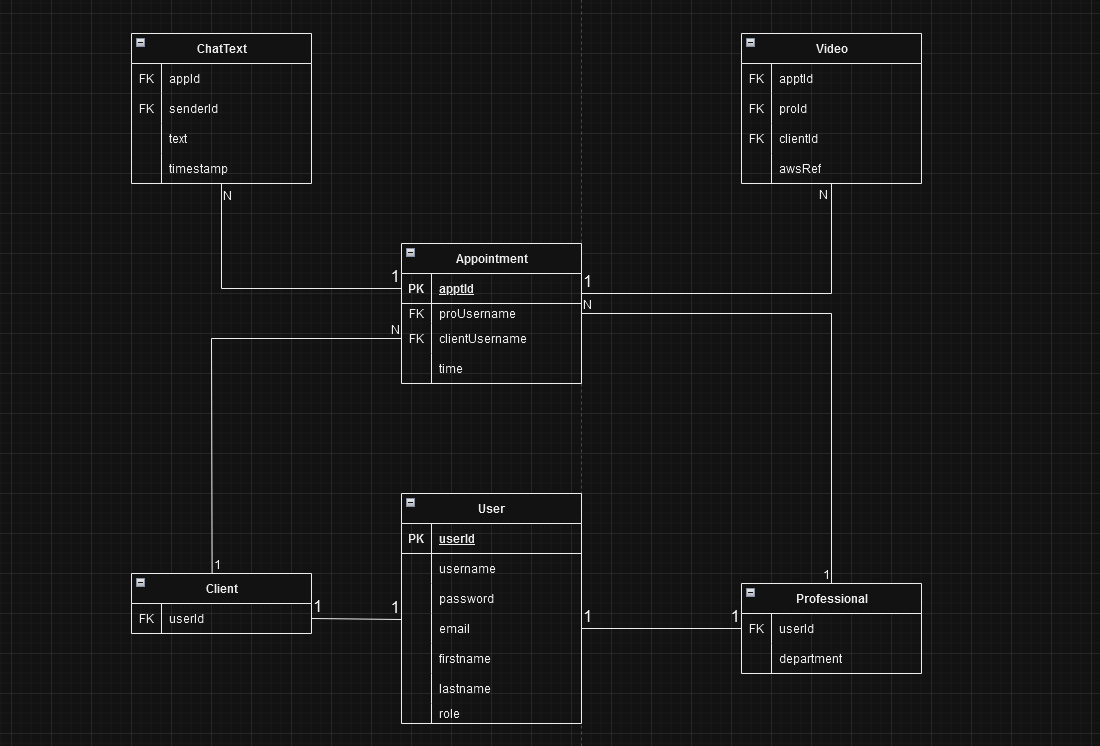 ChatText
FK appId
FK senderId
text
timestamp
N
Video
FK apptId
FK proId
FK clientId
awsRef
N
Appointment
1
PK apptId
1
N
FK proUsername
N
FK clientUsername
time
User
PK userId
username
password
email
firstname
lastname
role
1
1
1
Client
FK userId
1
1
1
1
Professional
FK userId
department